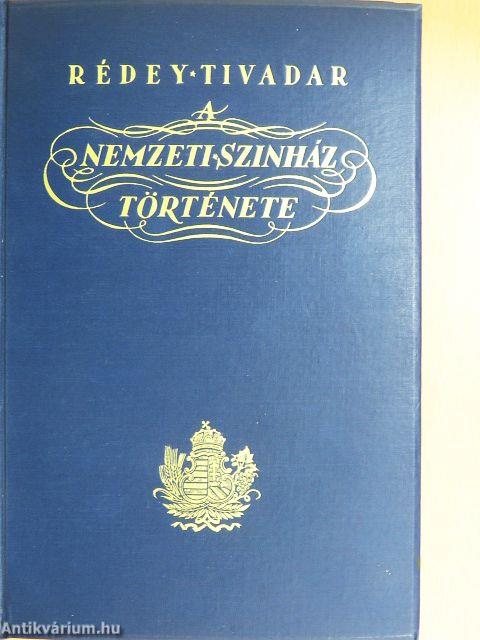 RÉDEY * TIVADAR
A
NEMZETI · SZINHÁZ
TÖRTÉNETE
Antikvárium.hu